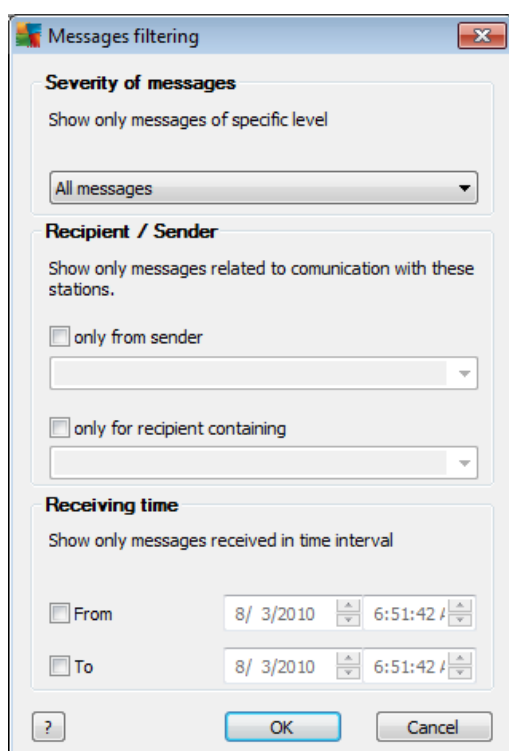 Messages filtering
Severity of messages
Show only messages of specific level
All messages
Recipient / Sender
Show only messages related to comunication with these
stations.
only from sender
only for recipient containing
Receiving time
Show only messages received in time interval
From 8/ 3/2010 6:51:42 A
To 8/ 3/2010 6:51:42 A
? OK Cancel